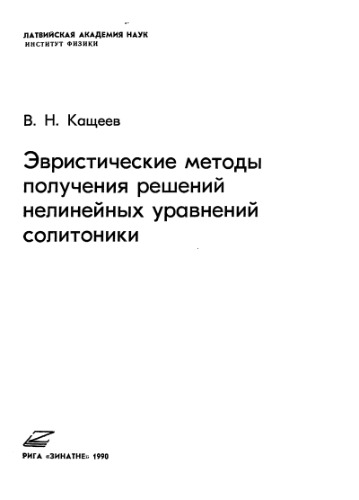 ЛАТВИЙСКАЯ АКАДЕМИЯ НАУК
ИНСТИТУТ ФИЗИКИ
В. Н. Кащеев
Эвристические методы
получения решений
нелинейных уравнений
солитоники
РИГА «ЗИНАТНЕ» 1990